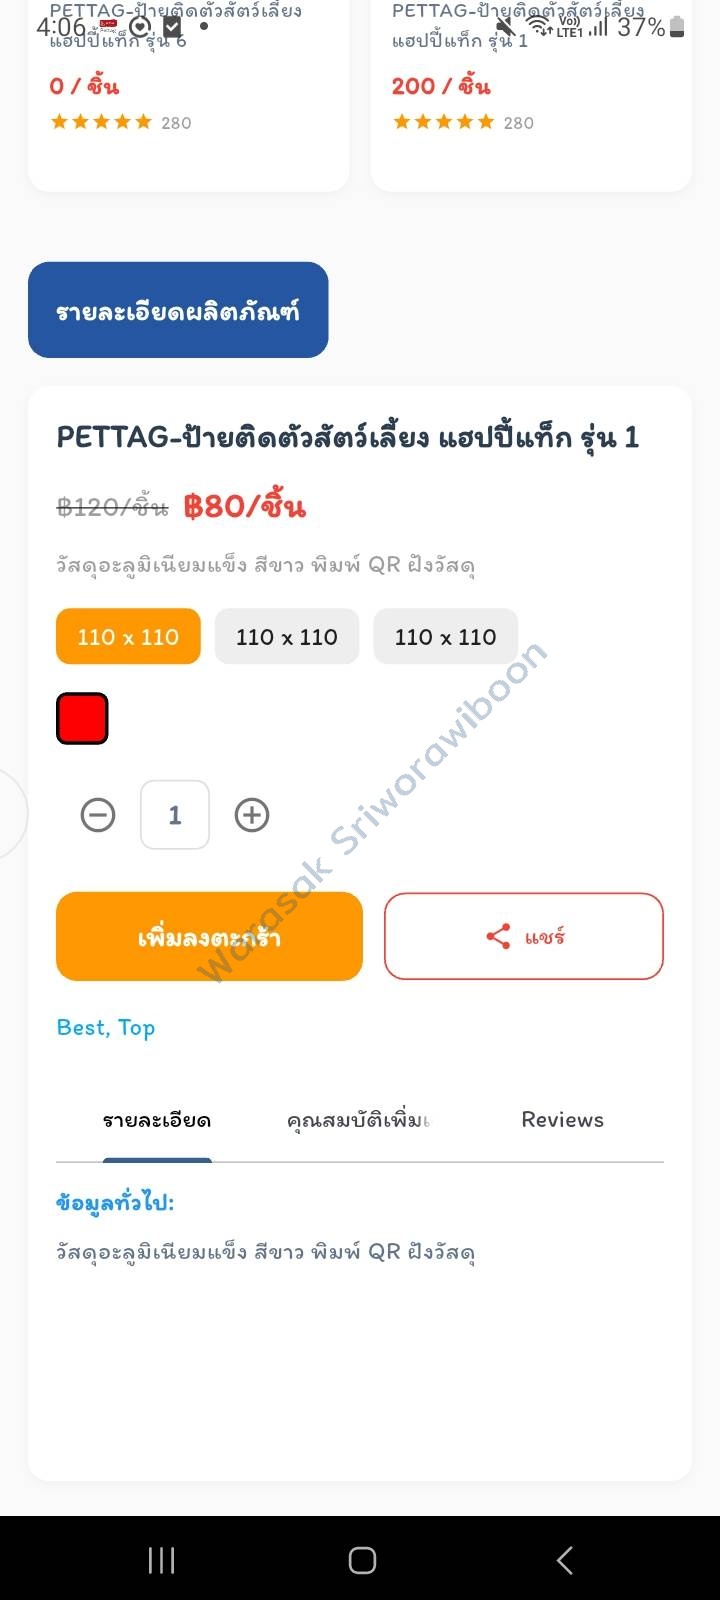 PETTAG-ป้ายติดตัวสัตว์เลี้ยง
แฮปปี้แท็ก รุ่น 6
PETTAG-ป้ายติดตัวสัตว์เลี้ยง
แฮปปี้แท็ก รุ่น 1
4:06
Vo))
LTE1
37%
0 / ชิ้น
200 / ชิ้น
280
280
รายละเอียดผลิตภัณฑ์
PETTAG-ป้ายติดตัวสัตว์เลี้ยง แฮปปี้แท็ก รุ่น 1
฿120/ชิ้น ฿80/ชิ้น
วัสดุอะลูมิเนียมแข็ง สีขาว พิมพ์ QR ฝังวัสดุ
110 x 110 110 x 110 110 x 110
1
Warasak Sriworawiboon
เพิ่มลงตะกร้า
แชร์
Best, Top
รายละเอียด คุณสมบัติเพิ่มเ Reviews
ข้อมูลทั่วไป:
วัสดุอะลูมิเนียมแข็ง สีขาว พิมพ์ QR ฝังวัสดุ